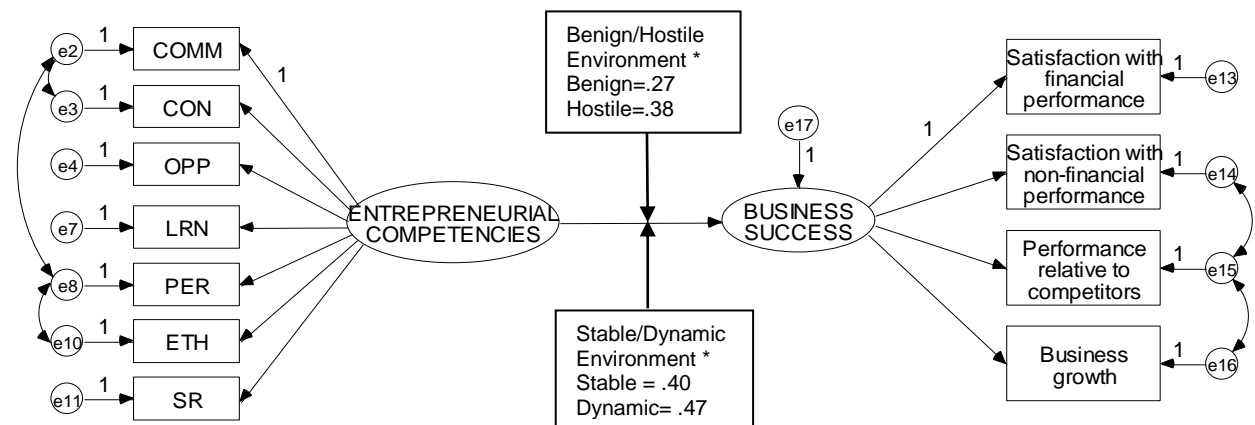 e2
1
COMM
e3
1
CON
e4
1
OPP
e7
1
LRN
e8
1
PER
e10
1
ETH
e11
1
SR
1
ENTREPRENEURIAL
COMPETENCIES
Benign/Hostile
Environment *
Benign=.27
Hostile=.38
Stable/Dynamic
Environment *
Stable = .40
Dynamic= .47
e17
1
BUSINESS
SUCCESS
1
Satisfaction with
financial
performance
1
e13
Satisfaction with
non-financial
performance
1
e14
Performance
relative to
competitors
1
e15
Business
growth
1
e16